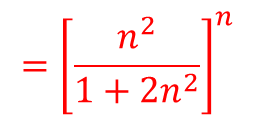 = [n² / (1 + 2n²)]ⁿ